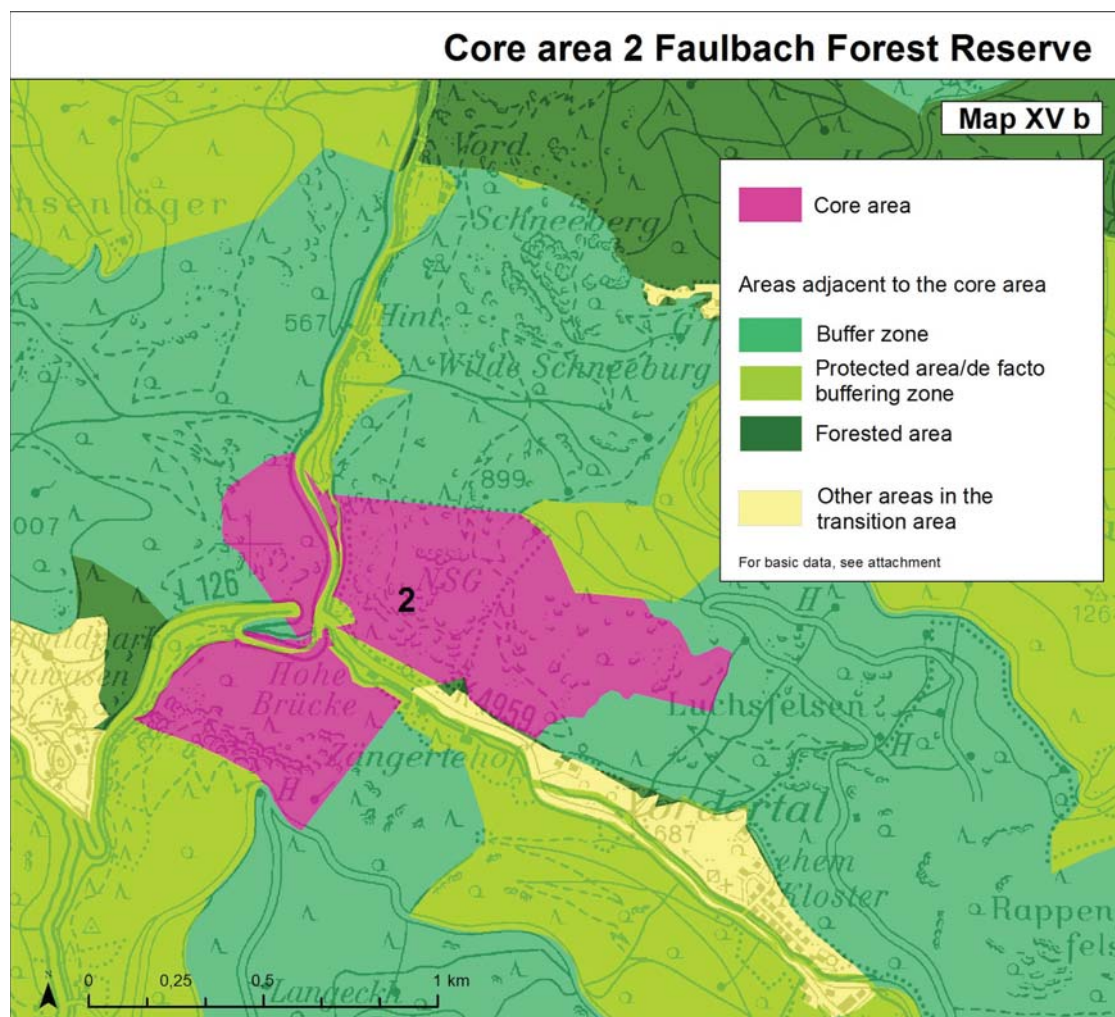 Core area 2 Faulbach Forest Reserve
Map XV b
Core area
Areas adjacent to the core area
Buffer zone
Protected area/de facto
buffering zone
Forested area
Other areas in the
transition area
For basic data, see attachment
Vord.
Schneeberg
567
Hint.
Wilde Schneeburg
899
007
L 126
NSG
2
Hohe
Brücke
4959
Luchsfelsen
H
H
H
H
126
Zängerlehof
687
ehem
Kloster
Rappen
fels
Langeck
N
0
0,25
0,5
1 km